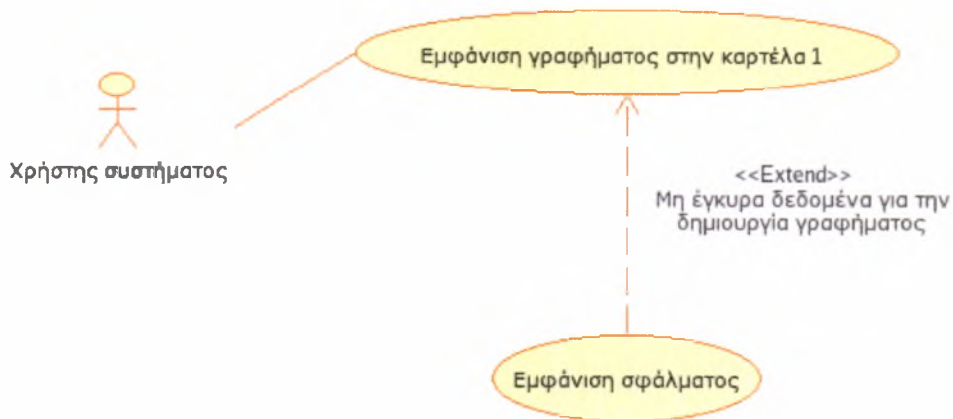 Εμφάνιση γραφήματος στην καρτέλα 1
Χρήστης συστήματος
<<Extend>>
Μη έγκυρα δεδομένα για την
δημιουργία γραφήματος
Εμφάνιση σφάλματος